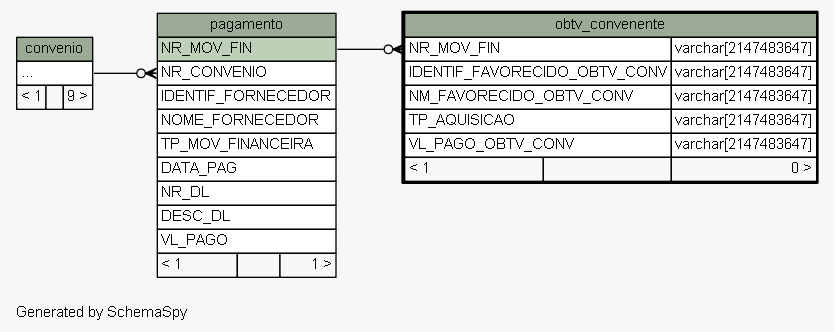 convenio
...
< 1 9 >
pagamento
NR_MOV_FIN
NR_CONVENIO
IDENTIF_FORNECEDOR
NOME_FORNECEDOR
TP_MOV_FINANCEIRA
DATA_PAG
NR_DL
DESC_DL
VL_PAGO
< 1 1 >
obtv_convenente
NR_MOV_FIN varchar[2147483647]
IDENTIF_FAVORECIDO_OBTV_CONV varchar[2147483647]
NM_FAVORECIDO_OBTV_CONV varchar[2147483647]
TP_AQUISICAO varchar[2147483647]
VL_PAGO_OBTV_CONV varchar[2147483647]
< 1 0 >
Generated by SchemaSpy